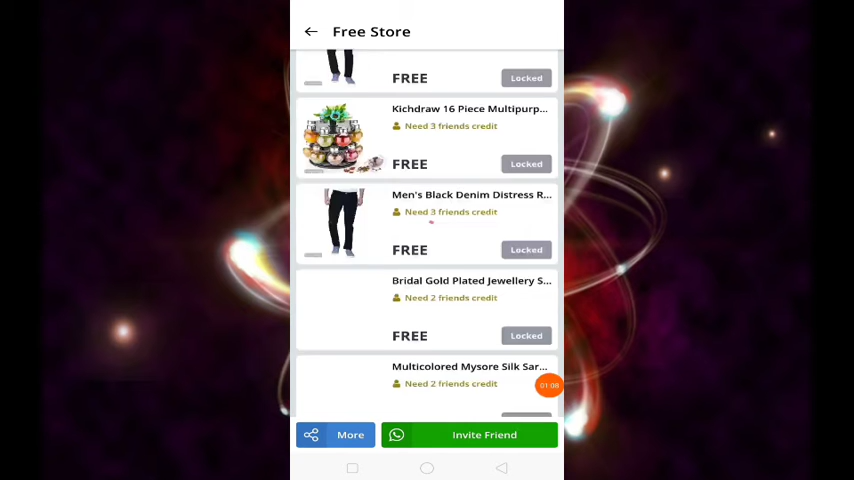 Free Store
FREE
Locked
Kichdraw 16 Piece Multipurp...
Need 3 friends credit
FREE
Locked
Men's Black Denim Distress R...
Need 3 friends credit
FREE
Locked
Bridal Gold Plated Jewellery S...
Need 2 friends credit
FREE
Locked
Multicolored Mysore Silk Sar...
Need 2 friends credit
01:08
More
Invite Friend